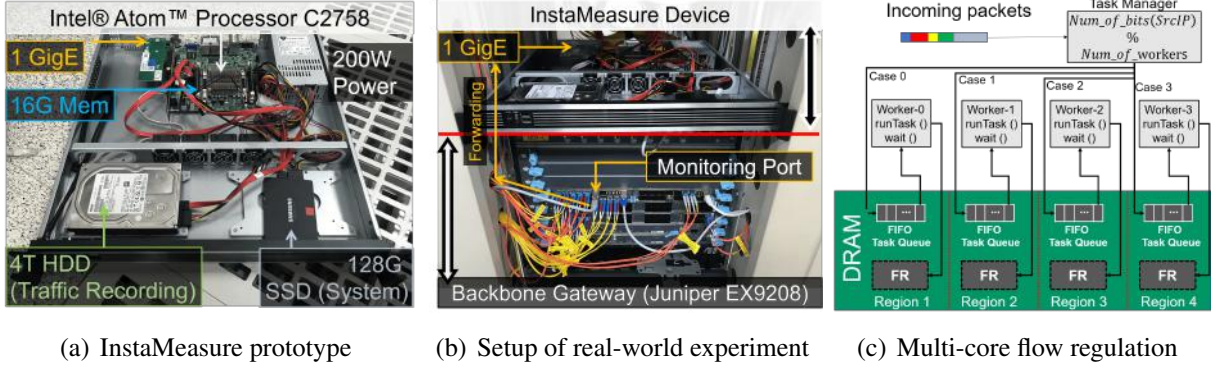 Intel® Atom™ Processor C2758
1 GigE
200W
Power
16G Mem
4T HDD
(Traffic Recording)
128G
SSD (System)
SAMSUNG
(a) InstaMeasure prototype
InstaMeasure Device
1 GigE
Forwarding
Monitoring Port
Backbone Gateway (Juniper EX9208)
(b) Setup of real-world experiment
Incoming packets
Task Manager
Num_of_bits(SrcIP)
%
Num_of_workers
Case 0
Case 1
Case 2
Case 3
Worker-0
runTask ()
wait ()
Worker-1
runTask ()
wait ()
Worker-2
runTask ()
wait ()
Worker-3
runTask ()
wait ()
DRAM
...
FIFO
Task Queue
FR
Region 1
...
FIFO
Task Queue
FR
Region 2
...
FIFO
Task Queue
FR
Region 3
...
FIFO
Task Queue
FR
Region 4
(c) Multi-core flow regulation